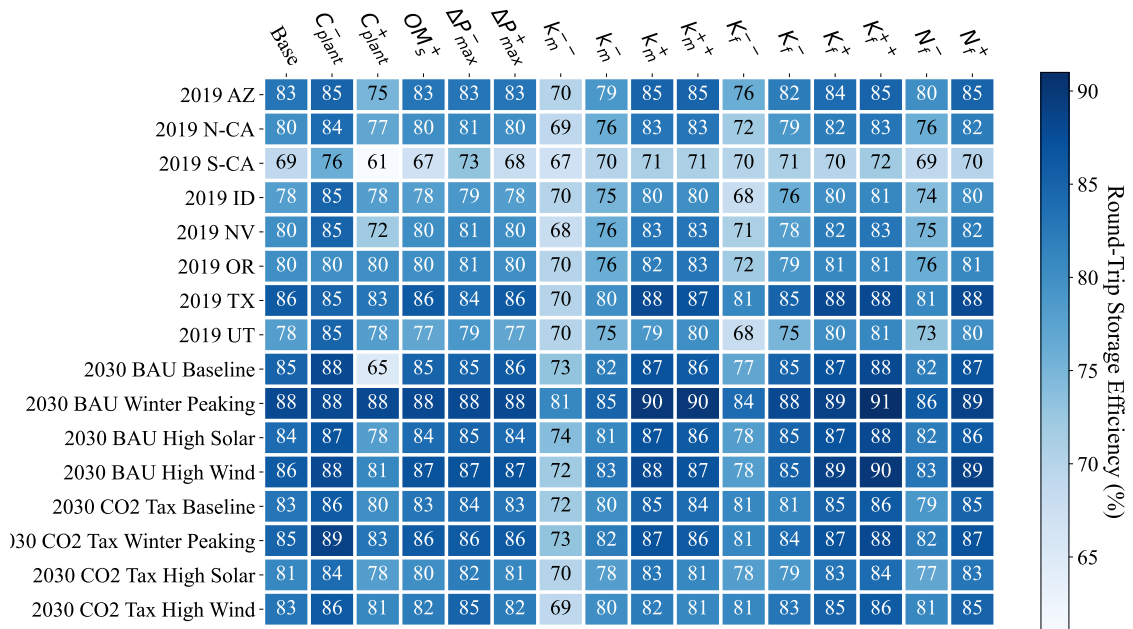 Base C⁻plant C⁺plant OM⁺s ΔP⁻max ΔP⁺max k⁻⁻m k⁻m k⁺m k⁺⁺m K⁻⁻f K⁻f K⁺f K⁺⁺f N⁻f N⁺f
2019 AZ 83 85 75 83 83 83 70 79 85 85 76 82 84 85 80 85
2019 N-CA 80 84 77 80 81 80 69 76 83 83 72 79 82 83 76 82
2019 S-CA 69 76 61 67 73 68 67 70 71 71 70 71 70 72 69 70
2019 ID 78 85 78 78 79 78 70 75 80 80 68 76 80 81 74 80
2019 NV 80 85 72 80 81 80 68 76 83 83 71 78 82 83 75 82
2019 OR 80 80 80 80 81 80 70 76 82 83 72 79 81 81 76 81
2019 TX 86 85 83 86 84 86 70 80 88 87 81 85 88 88 81 88
2019 UT 78 85 78 77 79 77 70 75 79 80 68 75 80 81 73 80
2030 BAU Baseline 85 88 65 85 85 86 73 82 87 86 77 85 87 88 82 87
2030 BAU Winter Peaking 88 88 88 88 88 88 81 85 90 90 84 88 89 91 86 89
2030 BAU High Solar 84 87 78 84 85 84 74 81 87 86 78 85 87 88 82 86
2030 BAU High Wind 86 88 81 87 87 87 72 83 88 87 78 85 89 90 83 89
2030 CO2 Tax Baseline 83 86 80 83 84 83 72 80 85 84 81 81 85 86 79 85
)30 CO2 Tax Winter Peaking 85 89 83 86 86 86 73 82 87 86 81 84 87 88 82 87
2030 CO2 Tax High Solar 81 84 78 80 82 81 70 78 83 81 78 79 83 84 77 83
2030 CO2 Tax High Wind 83 86 81 82 85 82 69 80 82 81 81 83 85 86 81 85
90
85
80
75
70
65
Round-Trip Storage Efficiency (%)